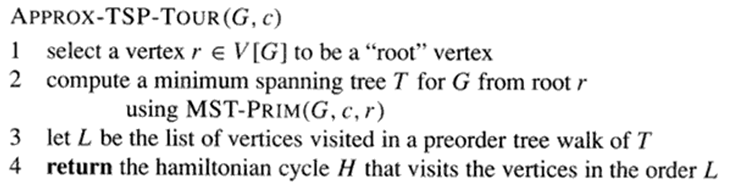 APPROX-TSP-TOUR(G, c)
1 select a vertex r ∈ V[G] to be a “root” vertex
2 compute a minimum spanning tree T for G from root r
using MST-PRIM(G, c, r)
3 let L be the list of vertices visited in a preorder tree walk of T
4 return the hamiltonian cycle H that visits the vertices in the order L